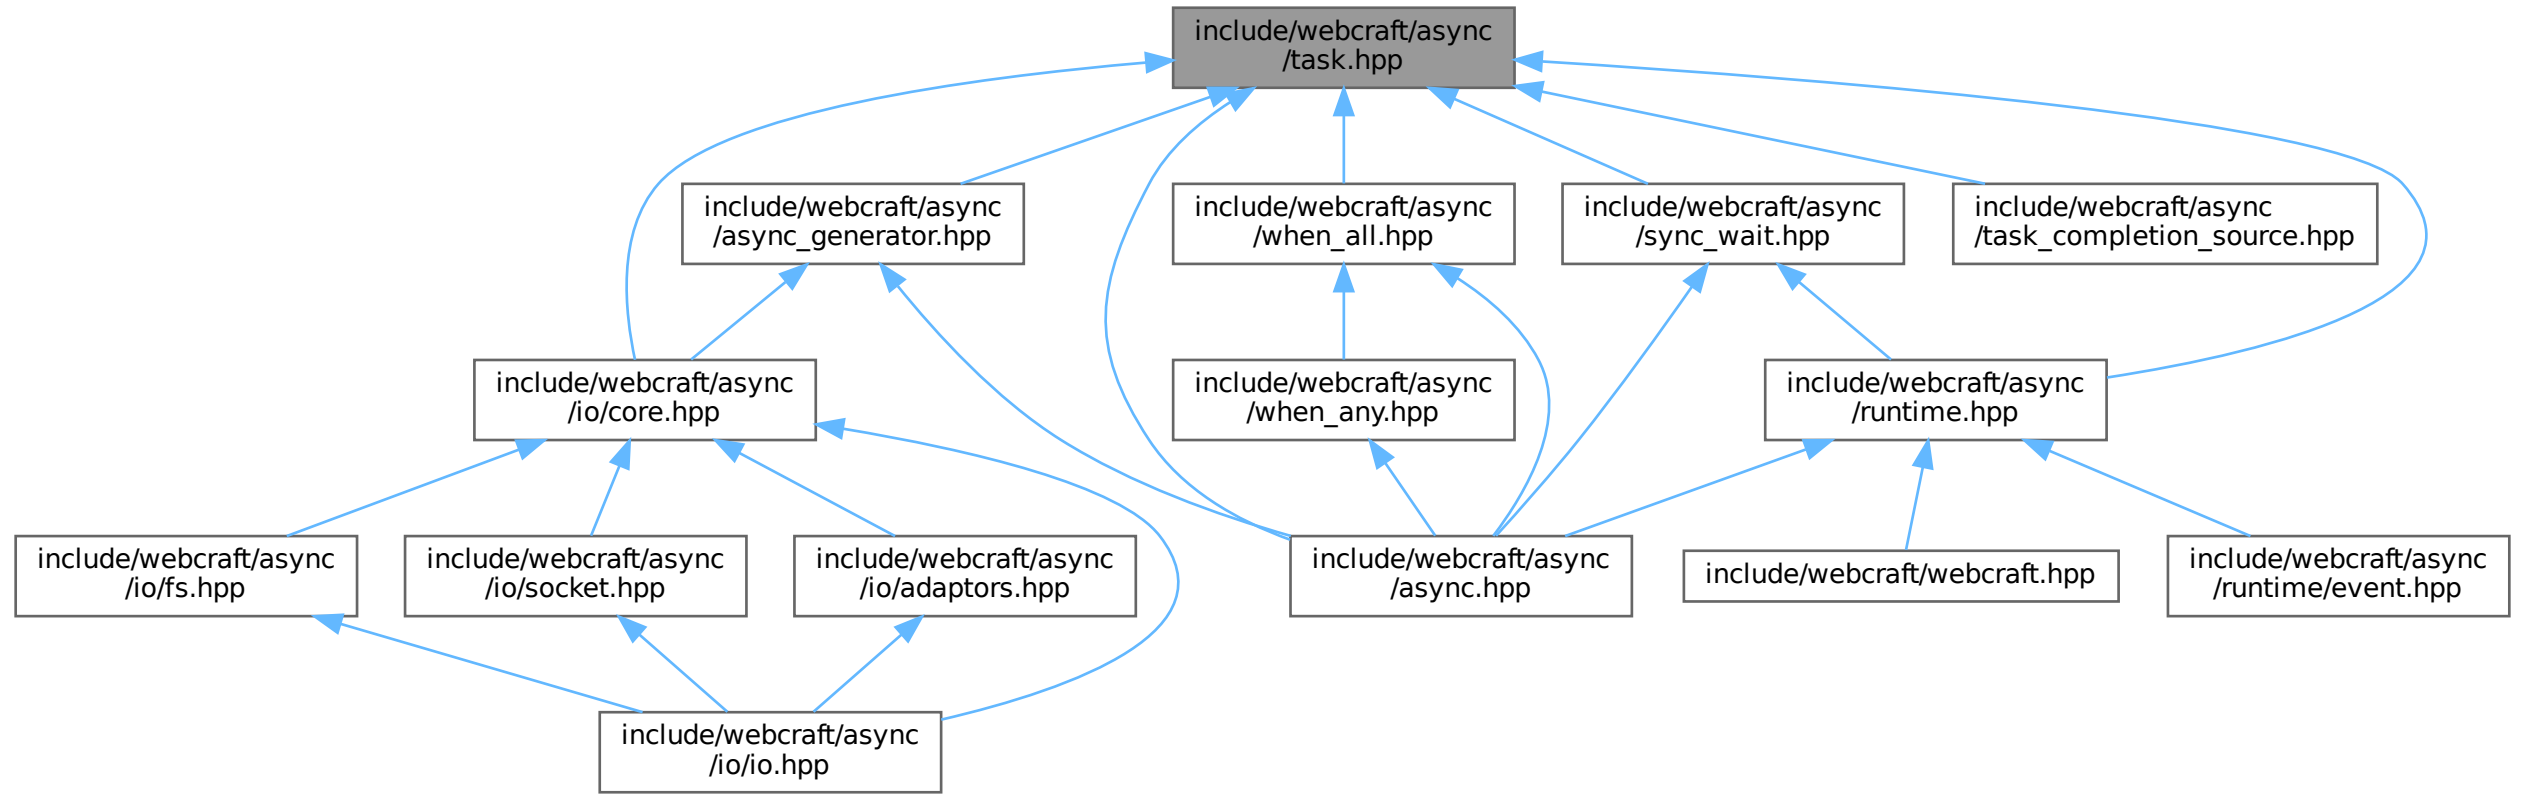 include/webcraft/async
/task.hpp
include/webcraft/async
/async_generator.hpp
include/webcraft/async
/when_all.hpp
include/webcraft/async
/sync_wait.hpp
include/webcraft/async
/task_completion_source.hpp
include/webcraft/async
/io/core.hpp
include/webcraft/async
/when_any.hpp
include/webcraft/async
/runtime.hpp
include/webcraft/async
/io/fs.hpp
include/webcraft/async
/io/socket.hpp
include/webcraft/async
/io/adaptors.hpp
include/webcraft/async
/async.hpp
include/webcraft/webcraft.hpp
include/webcraft/async
/runtime/event.hpp
include/webcraft/async
/io/io.hpp